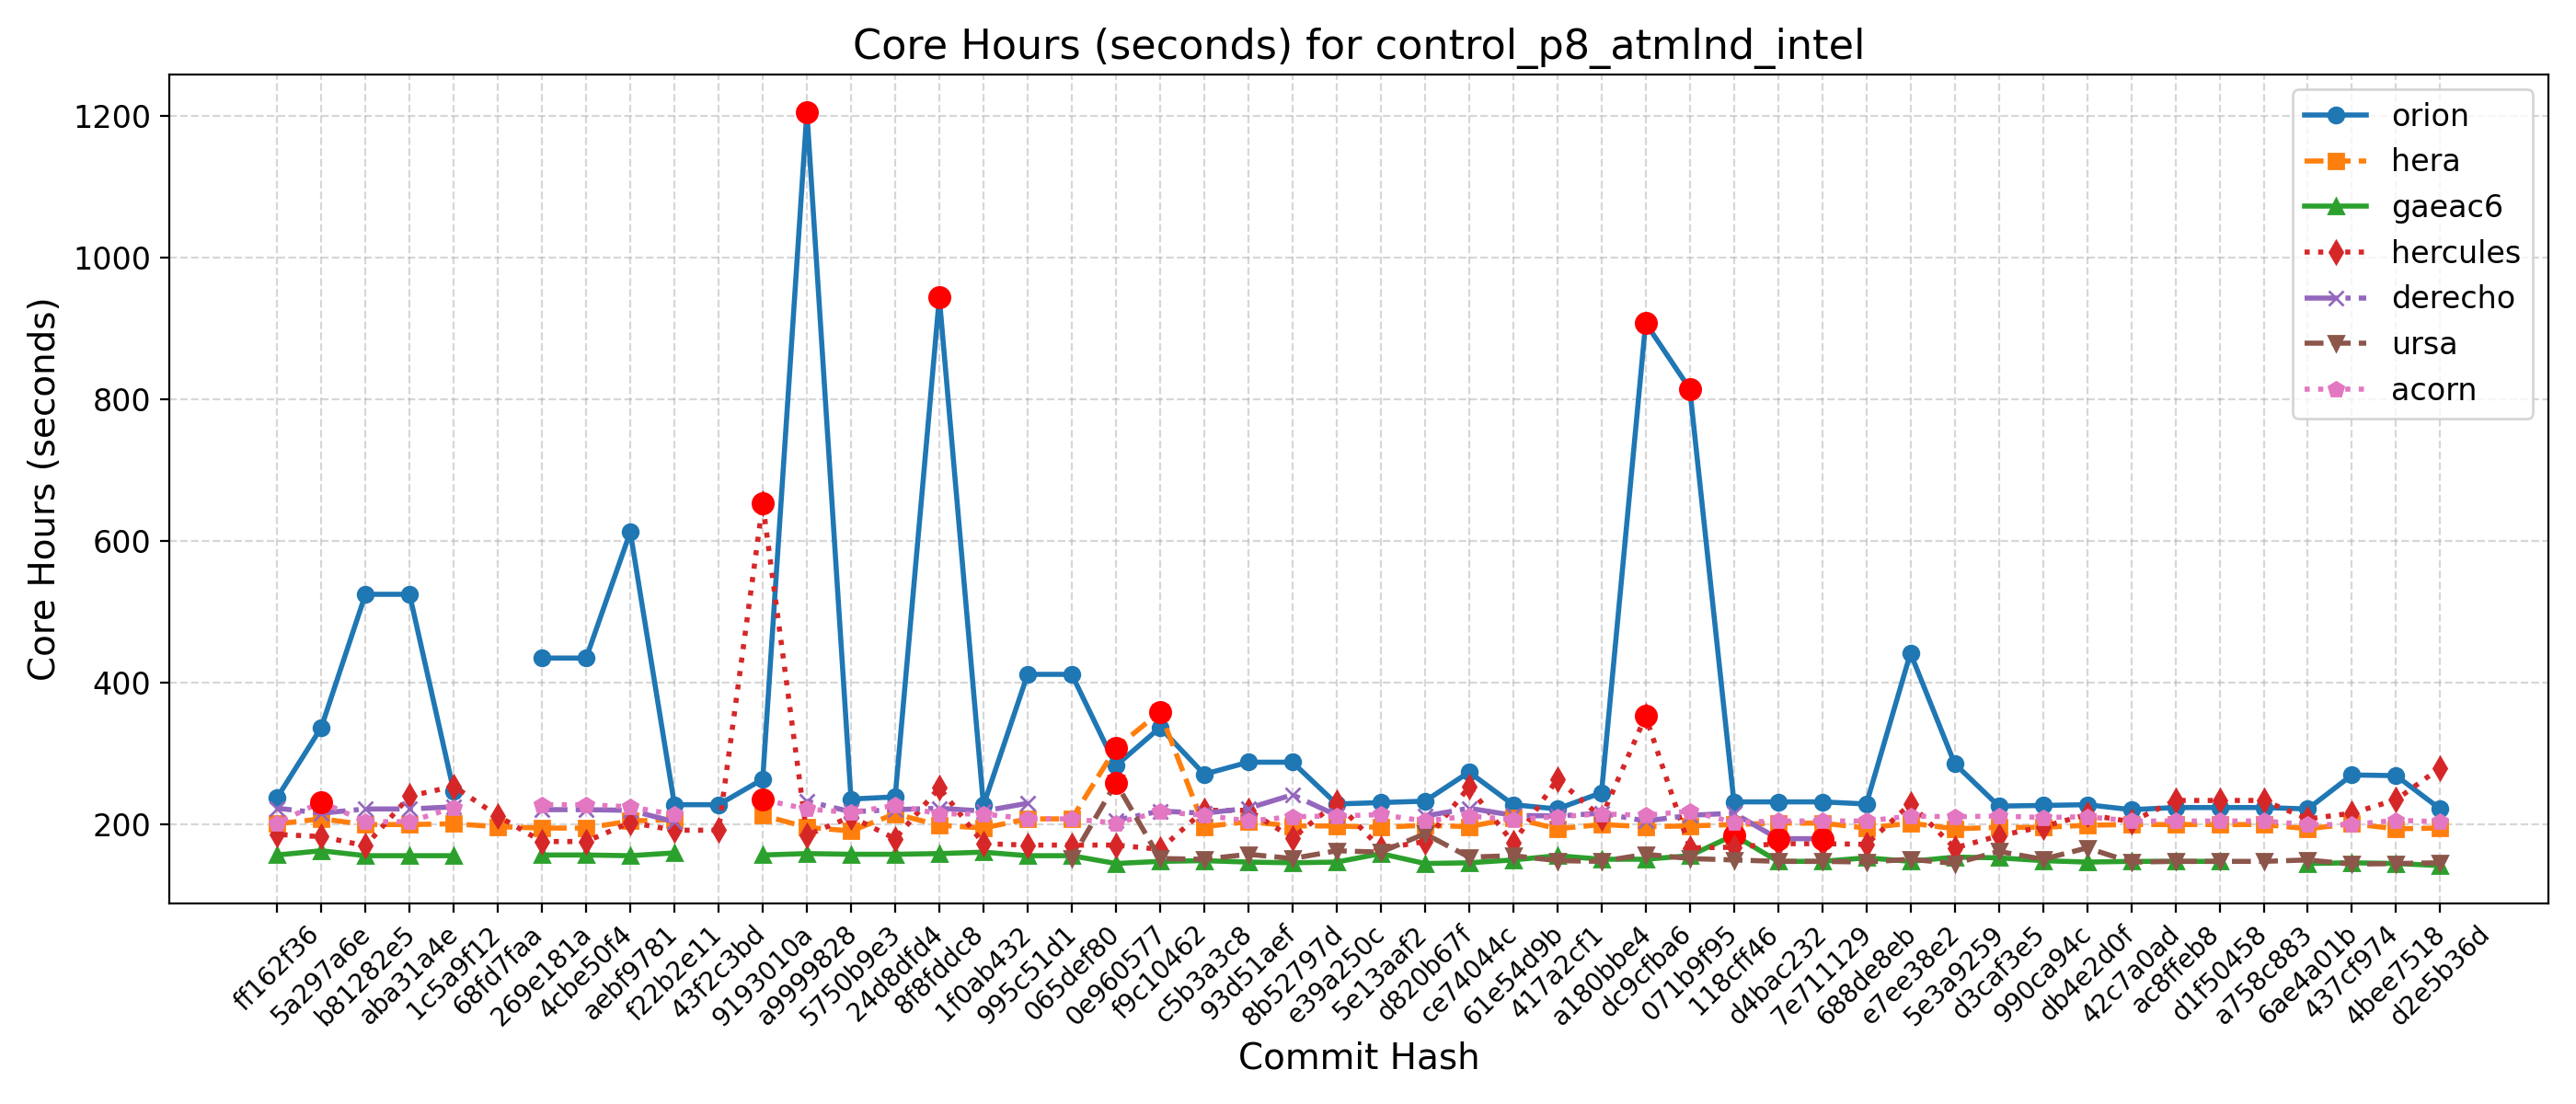 Core Hours (seconds) for control_p8_atmlnd_intel
Core Hours (seconds)
1200
1000
800
600
400
200
orion
hera
gaeac6
hercules
derecho
ursa
acorn
ff162f36
5a297a6e
b81282e5
aba31a4e
1c5a9f12
68fd7faa
269e181a
4cbe50f4
aebf9781
f22b2e11
43f2c3bd
9193010a
a9999828
5750b9e3
24d8dfd4
8f8fddc8
1f0ab432
995c51d1
065def80
0e960577
f9c10462
c5b3a3c8
93d51aef
8b52797d
e39a250c
5e13aaf2
d820b67f
ce74044c
61e54d9b
417a2cf1
a180bbe4
dc9cfba6
071b9f95
118cff46
d4bac232
7e711129
688de8eb
e7ee38e2
5e3a9259
d3caf3e5
990ca94c
db4e2d0f
42c7a0ad
ac8ffeb8
d1f50458
a758c883
6ae4a01b
437cf974
4bee7518
d2e5b36d
Commit Hash